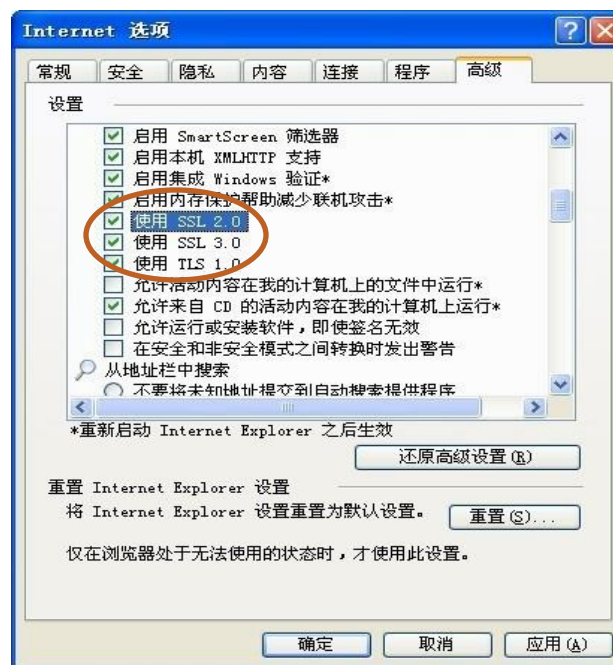 Internet 选项
常规 安全 隐私 内容 连接 程序 高级
设置
启用 SmartScreen 筛选器
启用本机 XMLHTTP 支持
启用集成 Windows 验证*
启用内存保护帮助减少联机攻击*
使用 SSL 2.0
使用 SSL 3.0
使用 TLS 1.0
允许活动内容在我的计算机上的文件中运行*
允许来自 CD 的活动内容在我的计算机上运行*
允许运行或安装软件，即使签名无效
在安全和非安全模式之间转换时发出警告
从地址栏中搜索
不要将未知地址提交到自动搜索提供程序
*重新启动 Internet Explorer 之后生效
还原高级设置(R)
重置 Internet Explorer 设置
将 Internet Explorer 设置重置为默认设置。
重置(S)...
仅在浏览器处于无法使用的状态时，才使用此设置。
确定 取消 应用(A)